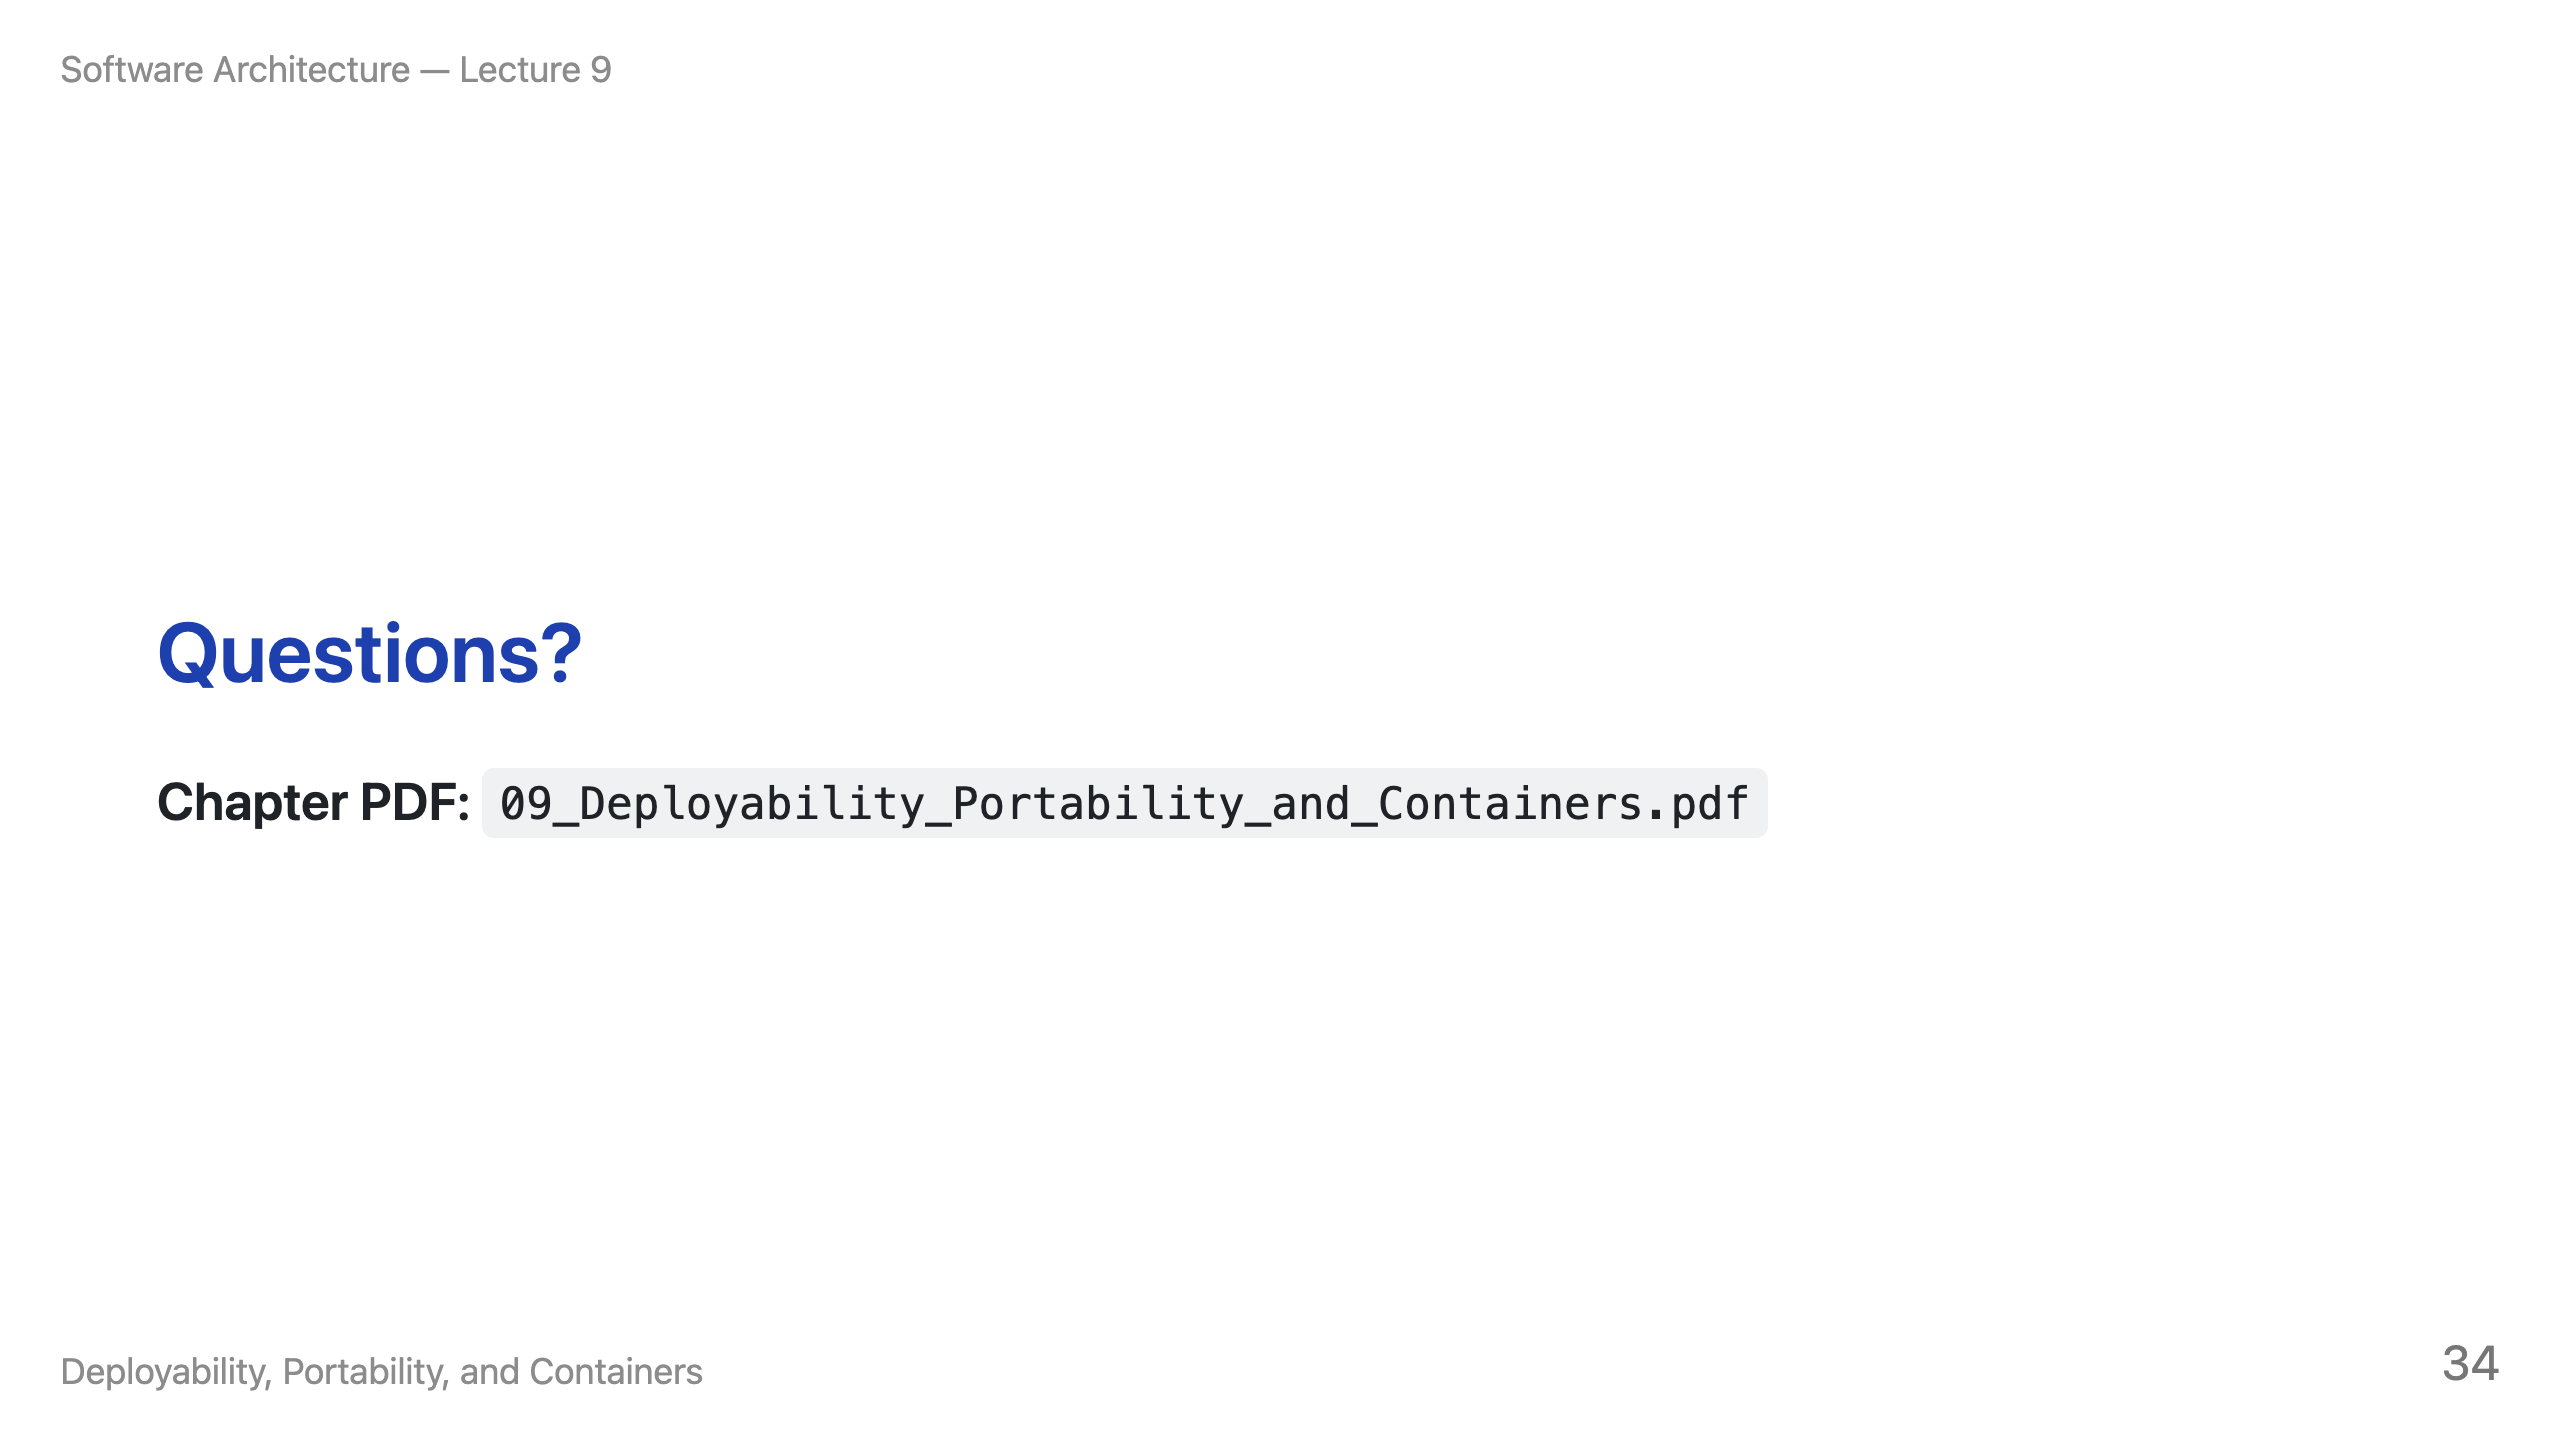 Software Architecture — Lecture 9
Questions?
Chapter PDF: 09_Deployability_Portability_and_Containers.pdf
Deployability, Portability, and Containers
34